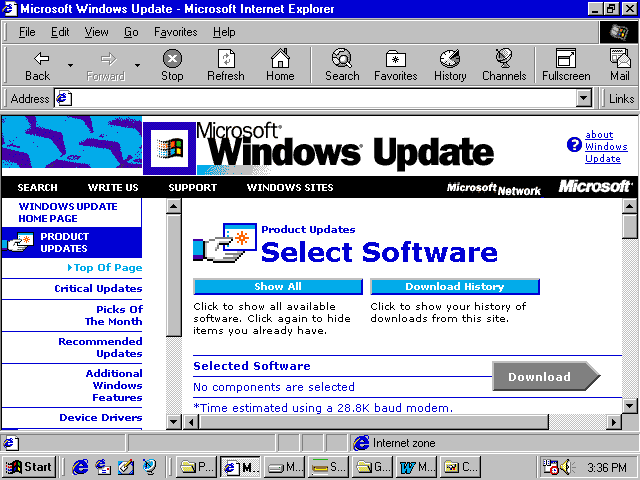 Microsoft Windows Update - Microsoft Internet Explorer
File Edit View Go Favorites Help
Back Forward Stop Refresh Home Search Favorites History Channels Fullscreen Mail
Address Links
Microsoft®
Windows® Update
about
Windows
Update
SEARCH WRITE US SUPPORT WINDOWS SITES Microsoft Network Microsoft
WINDOWS UPDATE
HOME PAGE
PRODUCT
UPDATES
Top Of Page
Critical Updates
Picks Of
The Month
Recommended
Updates
Additional
Windows
Features
Device Drivers
Product Updates
Select Software
Show All Download History
Click to show all available
software. Click again to hide
items you already have.
Click to show your history of
downloads from this site.
Selected Software
Download
No components are selected
*Time estimated using a 28.8K baud modem.
Internet zone
Start P... M... M... S... G... M... C... 3:36 PM